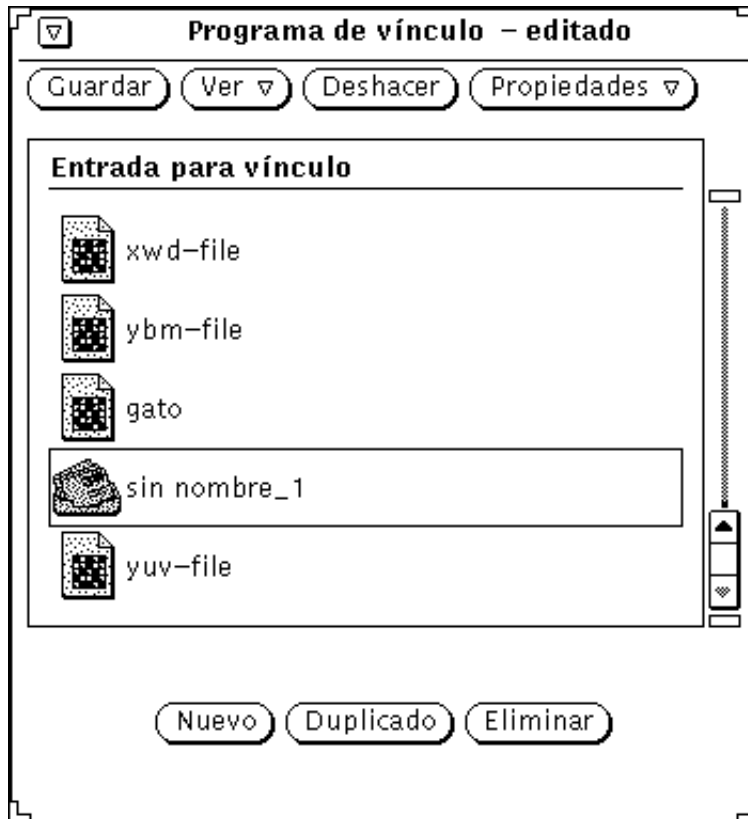 Programa de vínculo – editado
Guardar Ver Deshacer Propiedades
Entrada para vínculo
xwd–file
ybm–file
gato
sin nombre_1
yuv–file
Nuevo Duplicado Eliminar